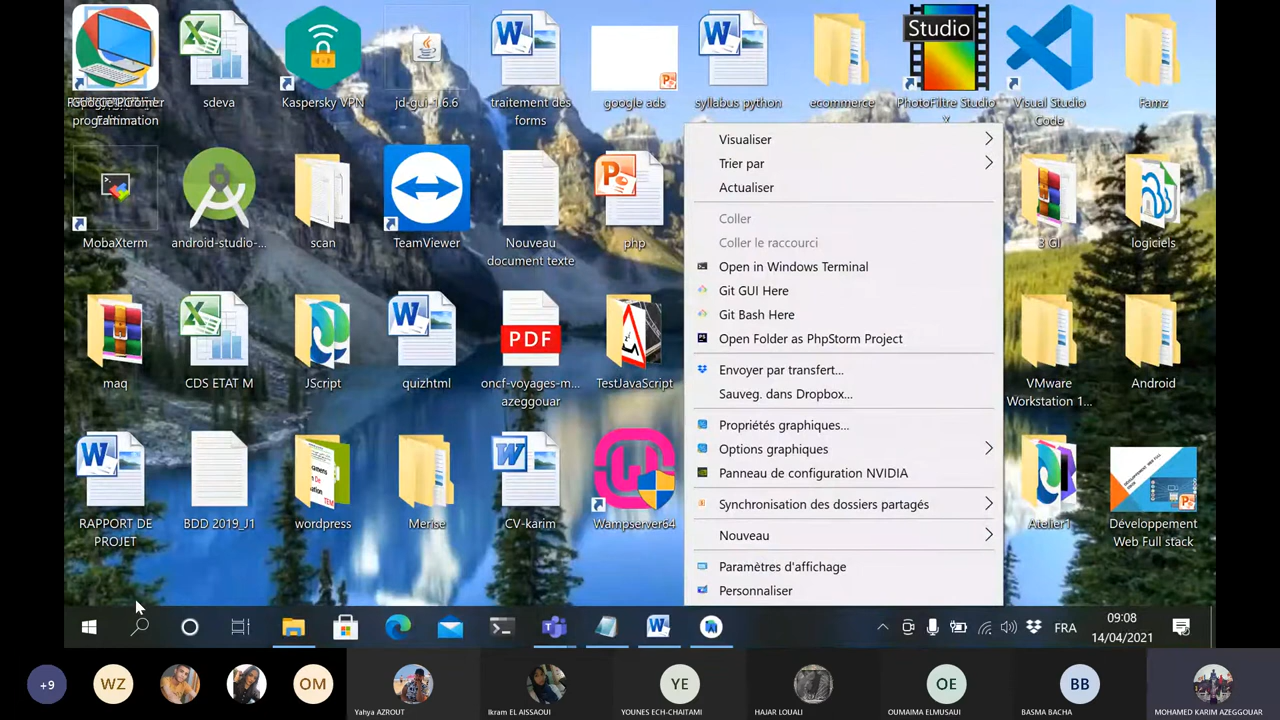 sdeva
Kaspersky VPN
jd-gui-1.6.6
traitement des
forms
google ads
syllabus python
ecommerce
PhotoFiltre Studio
X
Visual Studio
Code
Famz
programmation
Studio
MobaXterm
android-studio-...
scan
TeamViewer
Nouveau
document texte
php
3 GI
logiciels
maq
CDS ETAT M
JScript
quizhtml
PDF
oncf-voyages-m...
azeggouar
TestJavaScript
VMware
Workstation 1...
Android
RAPPORT DE
PROJET
BDD 2019_J1
wordpress
Merise
CV-karim
Wampserver64
Atelier1
Développement
Web Full stack
Visualiser
Trier par
Actualiser
Coller
Coller le raccourci
Open in Windows Terminal
Git GUI Here
Git Bash Here
Open Folder as PhpStorm Project
Envoyer par transfert...
Sauveg. dans Dropbox...
Propriétés graphiques...
Options graphiques
Panneau de configuration NVIDIA
Synchronisation des dossiers partagés
Nouveau
Paramètres d'affichage
Personnaliser
FRA
09:08
14/04/2021
+9
WZ
OM
YE
OE
BB
Yahya AZROUT
Ikram EL AISSAOUI
YOUNES ECH-CHAITAMI
HAJAR LOUALI
OUMAIMA ELMUSAUI
BASMA BACHA
MOHAMED KARIM AZEGGOUAR